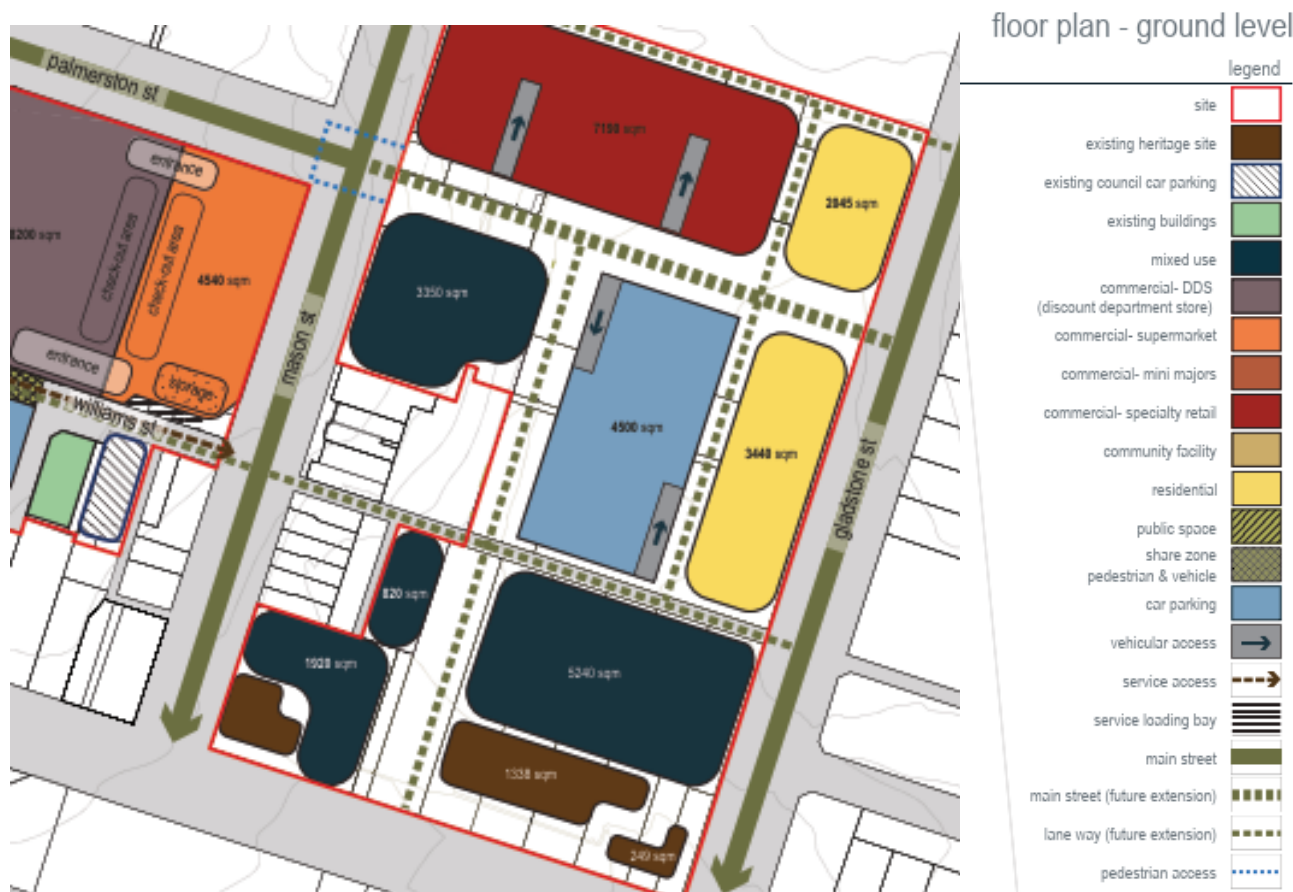 floor plan - ground level
legend
site
existing heritage site
existing council car parking
existing buildings
mixed use
commercial- DDS
(discount department store)
commercial- supermarket
commercial- mini majors
commercial- specialty retail
community facility
residential
public space
share zone
pedestrian & vehicle
car parking
vehicular access
service access
service loading bay
main street
main street (future extension)
lane way (future extension)
pedestrian access
palmerston st
entrance
check-out area
check-out area
4540 sqm
entrance
storage
williams st
mason st
sqm
2845 sqm
3350 sqm
4500 sqm
3440 sqm
gladstone st
820 sqm
1920 sqm
5240 sqm
1338 sqm
249 sqm